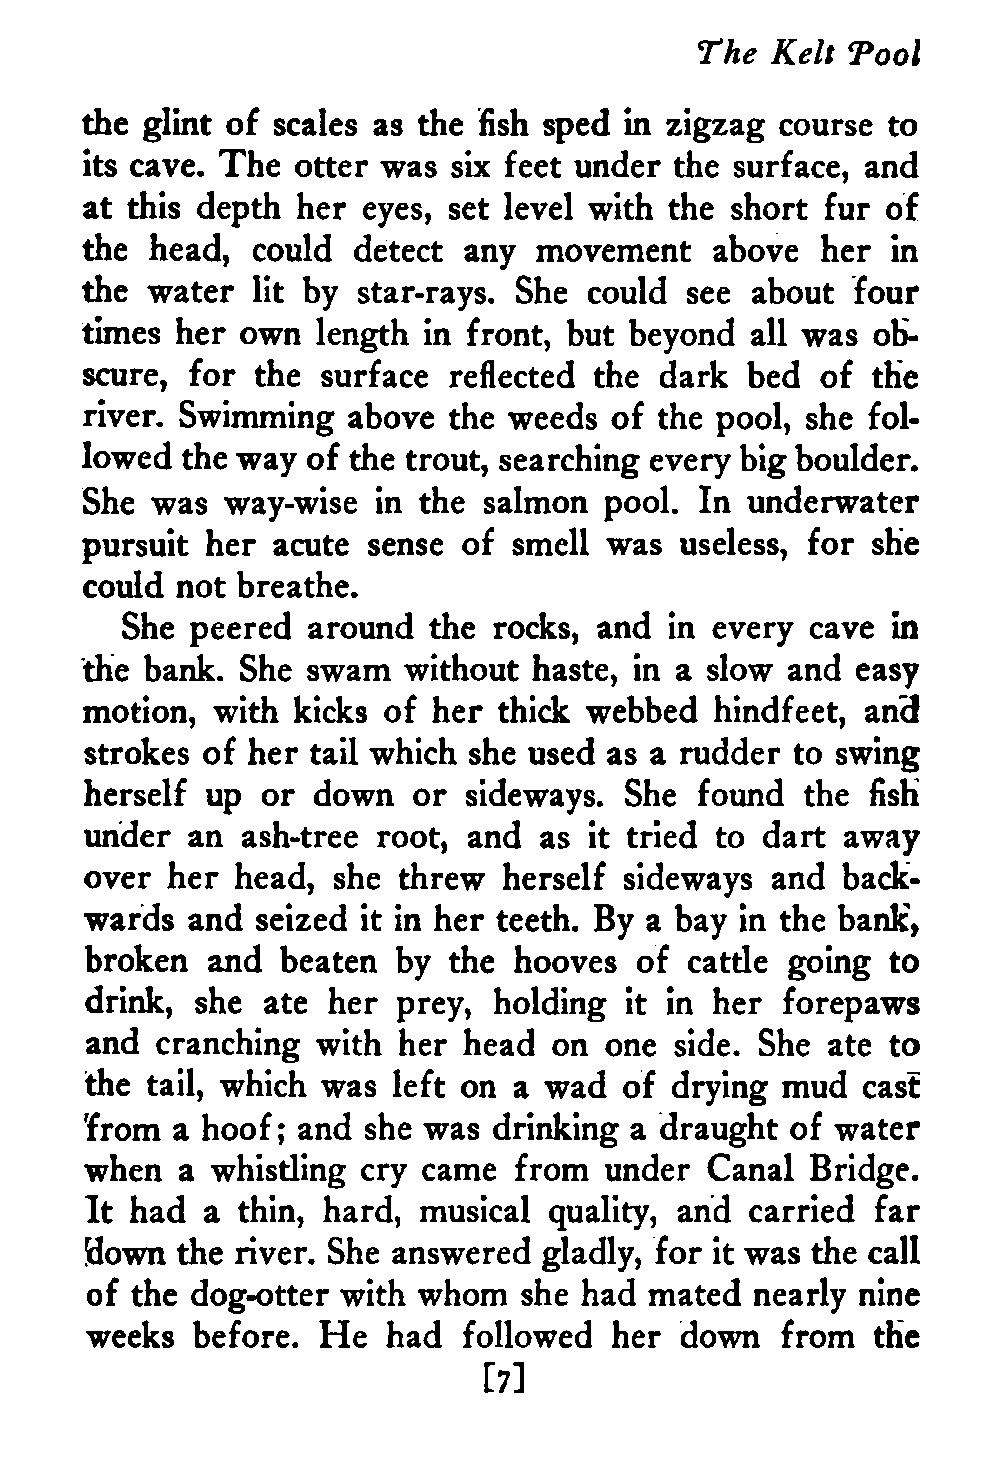 The Kelt Pool
the glint of scales as the fish sped in zigzag course to
its cave. The otter was six feet under the surface, and
at this depth her eyes, set level with the short fur of
the head, could detect any movement above her in
the water lit by star-rays. She could see about four
times her own length in front, but beyond all was ob-
scure, for the surface reflected the dark bed of the
river. Swimming above the weeds of the pool, she fol-
lowed the way of the trout, searching every big boulder.
She was way-wise in the salmon pool. In underwater
pursuit her acute sense of smell was useless, for she
could not breathe.
She peered around the rocks, and in every cave in
the bank. She swam without haste, in a slow and easy
motion, with kicks of her thick webbed hindfeet, and
strokes of her tail which she used as a rudder to swing
herself up or down or sideways. She found the fish
under an ash-tree root, and as it tried to dart away
over her head, she threw herself sideways and back-
wards and seized it in her teeth. By a bay in the bank,
broken and beaten by the hooves of cattle going to
drink, she ate her prey, holding it in her forepaws
and cranching with her head on one side. She ate to
the tail, which was left on a wad of drying mud cast
from a hoof; and she was drinking a draught of water
when a whistling cry came from under Canal Bridge.
It had a thin, hard, musical quality, and carried far
down the river. She answered gladly, for it was the call
of the dog-otter with whom she had mated nearly nine
weeks before. He had followed her down from the
[7]